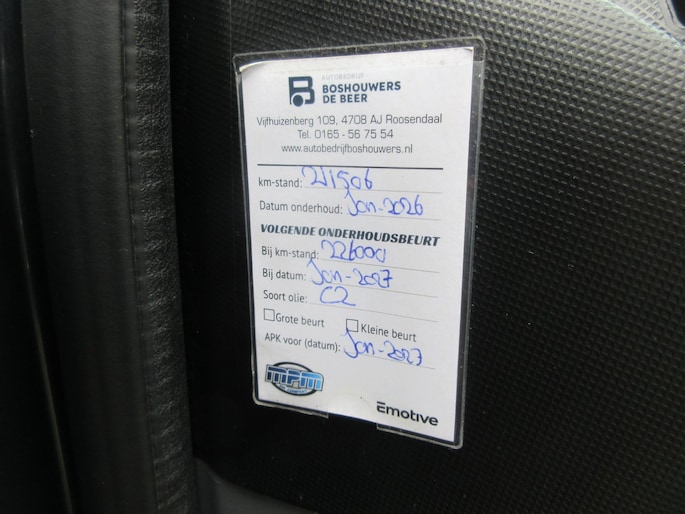 AUTOBEDRIJF
BOSHOUWERS
DE BEER
Vijfhuizenberg 109, 4708 AJ Roosendaal
Tel. 0165 - 56 75 54
www.autobedrijfboshouwers.nl
km-stand: 211506
Datum onderhoud: Jan-2026
VOLGENDE ONDERHOUDSBEURT
Bij km-stand: 226000
Bij datum: Jan-2027
Soort olie: C2
Grote beurt Kleine beurt
APK voor (datum): Jan-2027
MPM
Emotive